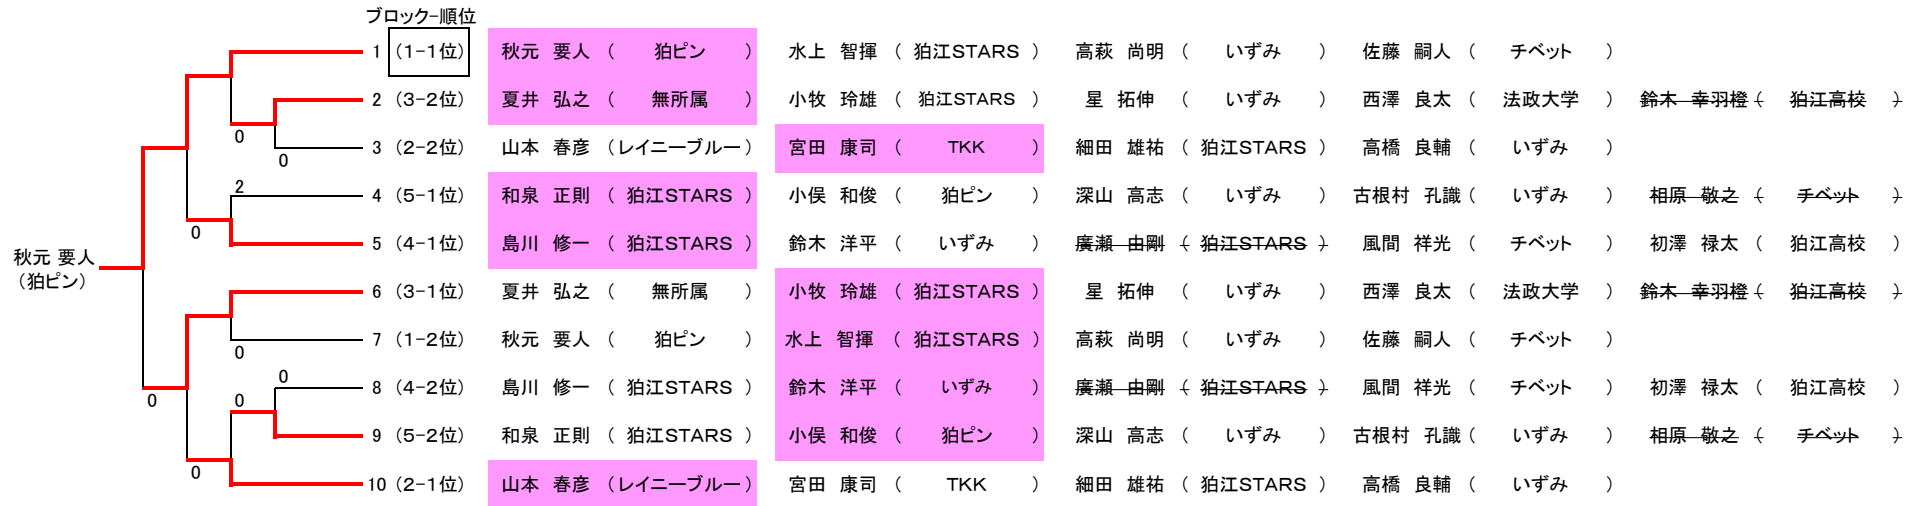 ブロック-順位
1 (1-1位) 秋元 要人 ( 狛ピン ) 水上 智揮 ( 狛江STARS ) 高萩 尚明 ( いずみ ) 佐藤 嗣人 ( チベット )
2 (3-2位) 夏井 弘之 ( 無所属 ) 小牧 玲雄 ( 狛江STARS ) 星 拓伸 ( いずみ ) 西澤 良太 ( 法政大学 ) 鈴木 幸羽橙 ( 狛江高校 )
0
3 (2-2位) 山本 春彦 (レイニーブルー) 宮田 康司 ( TKK ) 細田 雄祐 ( 狛江STARS ) 高橋 良輔 ( いずみ )
0
2
4 (5-1位) 和泉 正則 ( 狛江STARS ) 小俣 和俊 ( 狛ピン ) 深山 高志 ( いずみ ) 古根村 孔識 ( いずみ ) 相原 敬之 ( チベット )
0
5 (4-1位) 島川 修一 ( 狛江STARS ) 鈴木 洋平 ( いずみ ) 廣瀬 由剛 ( 狛江STARS ) 風間 祥光 ( チベット ) 初澤 禄太 ( 狛江高校 )
秋元 要人
(狛ピン)
6 (3-1位) 夏井 弘之 ( 無所属 ) 小牧 玲雄 ( 狛江STARS ) 星 拓伸 ( いずみ ) 西澤 良太 ( 法政大学 ) 鈴木 幸羽橙 ( 狛江高校 )
7 (1-2位) 秋元 要人 ( 狛ピン ) 水上 智揮 ( 狛江STARS ) 高萩 尚明 ( いずみ ) 佐藤 嗣人 ( チベット )
0
0
8 (4-2位) 島川 修一 ( 狛江STARS ) 鈴木 洋平 ( いずみ ) 廣瀬 由剛 ( 狛江STARS ) 風間 祥光 ( チベット ) 初澤 禄太 ( 狛江高校 )
0 0
9 (5-2位) 和泉 正則 ( 狛江STARS ) 小俣 和俊 ( 狛ピン ) 深山 高志 ( いずみ ) 古根村 孔識 ( いずみ ) 相原 敬之 ( チベット )
0
10 (2-1位) 山本 春彦 (レイニーブルー) 宮田 康司 ( TKK ) 細田 雄祐 ( 狛江STARS ) 高橋 良輔 ( いずみ )